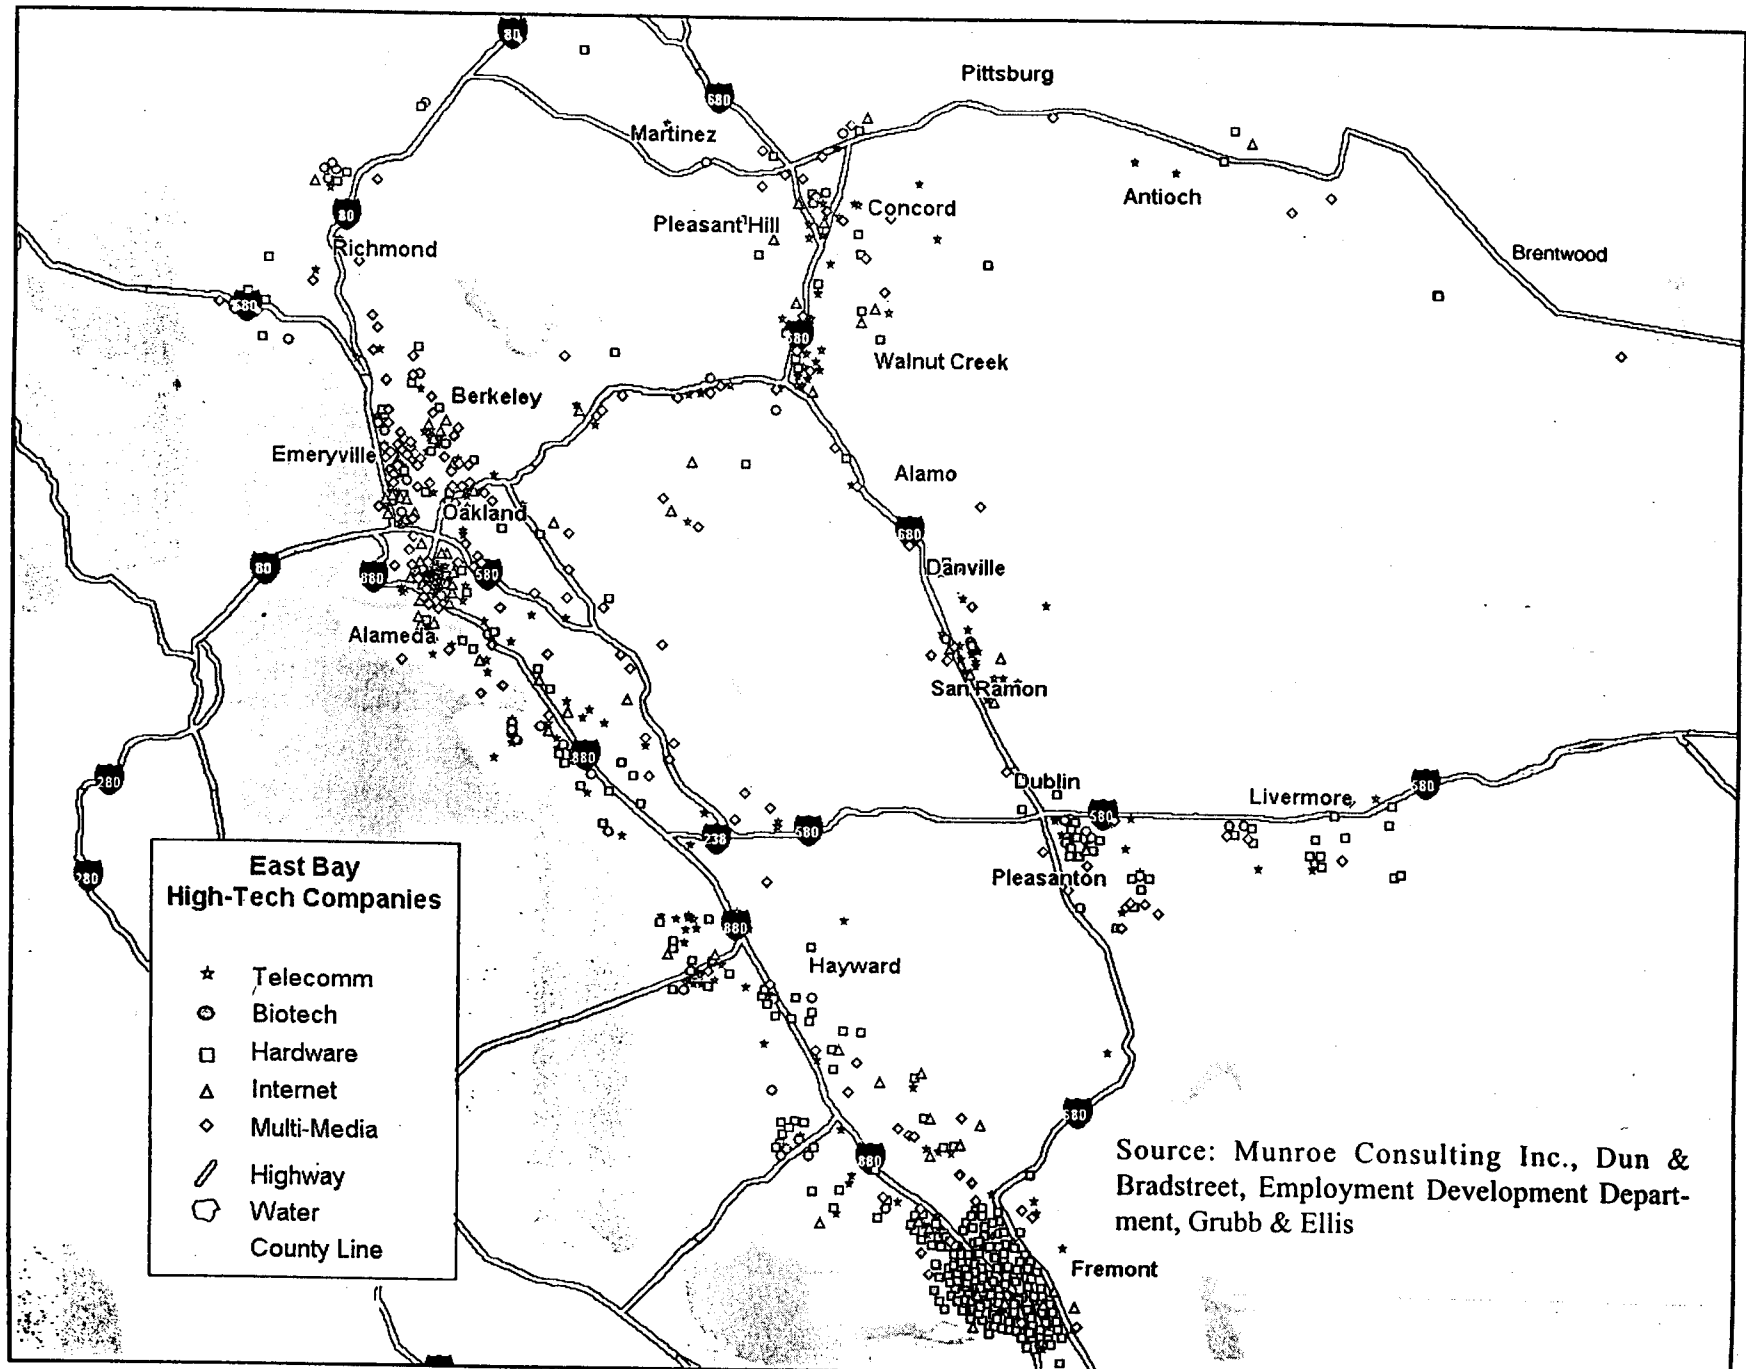 80
680
Pittsburg
Martinez
Antioch
80
Pleasant Hill
Concord
Richmond
Brentwood
580
680
Walnut Creek
Berkeley
Emeryville
Alamo
Oakland
680
80
880
580
Danville
Alameda
San Ramon
880
280
Dublin
580
Livermore
580
238
580
280
Pleasanton
880
Hayward
680
880
Fremont
East Bay
High-Tech Companies
Telecomm
Biotech
Hardware
Internet
Multi-Media
Highway
Water
County Line
Source: Munroe Consulting Inc., Dun &
Bradstreet, Employment Development Depart-
ment, Grubb & Ellis